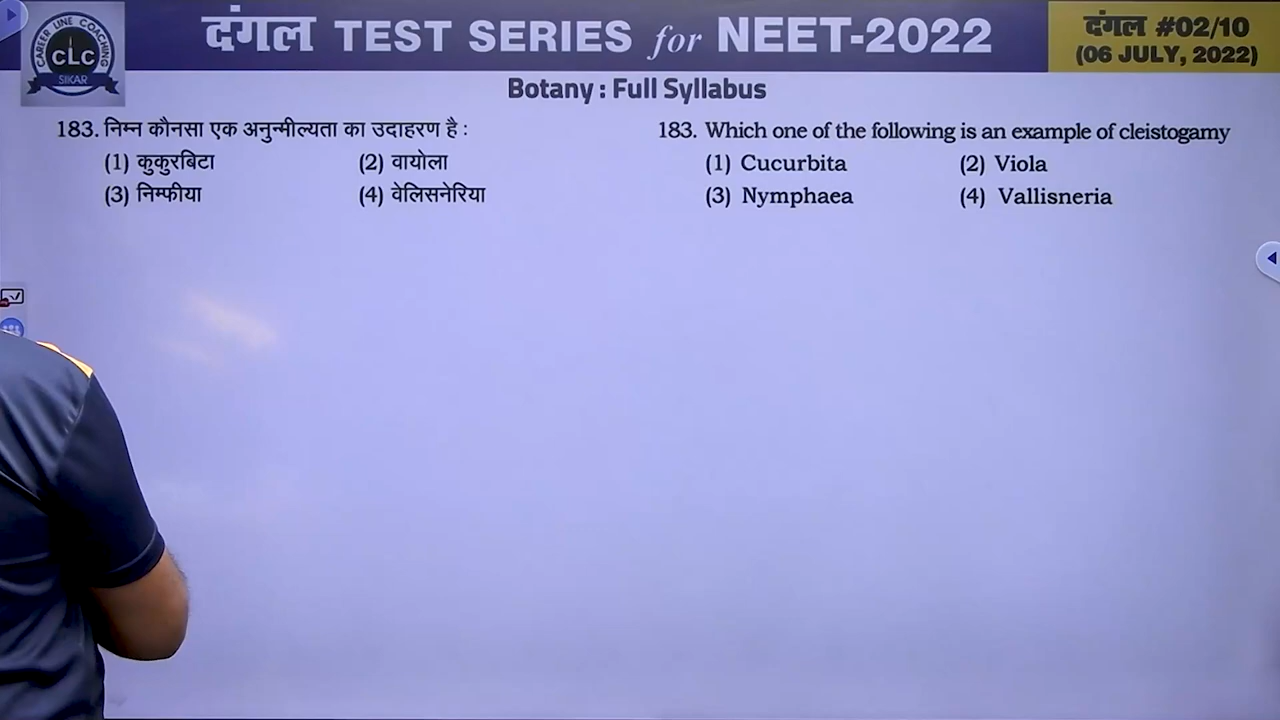 CAREER LINE COACHING
CLC
SIKAR
दंगल TEST SERIES for NEET-2022
दंगल #02/10
(06 JULY, 2022)
Botany : Full Syllabus
183. निम्न कौनसा एक अनुन्मील्यता का उदाहरण है :
(1) कुकुरबिटा (2) वायोला
(3) निम्फीया (4) वेलिसनेरिया
183. Which one of the following is an example of cleistogamy
(1) Cucurbita (2) Viola
(3) Nymphaea (4) Vallisneria